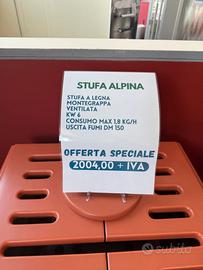 STUFA ALPINA
STUFA A LEGNA
MONTEGRAPPA
VENTILATA
KW 6
CONSUMO MAX 1,8 KG/H
USCITA FUMI DM 150
OFFERTA SPECIALE
2004,00 + IVA
subito